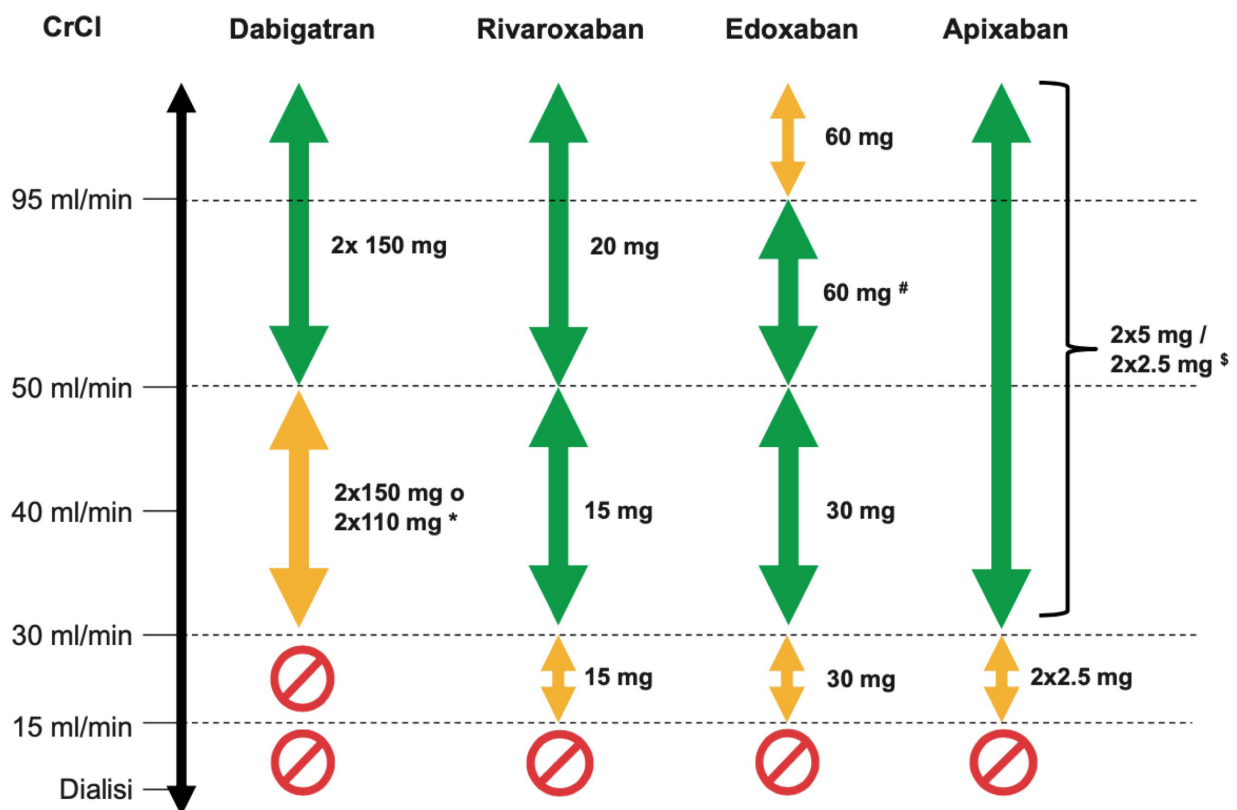 CrCl Dabigatran Rivaroxaban Edoxaban Apixaban
60 mg
95 ml/min
2x 150 mg
20 mg
60 mg #
2x5 mg /
2x2.5 mg $
50 ml/min
2x150 mg o
2x110 mg *
40 ml/min
15 mg
30 mg
30 ml/min
15 mg
30 mg
2x2.5 mg
15 ml/min
Dialisi